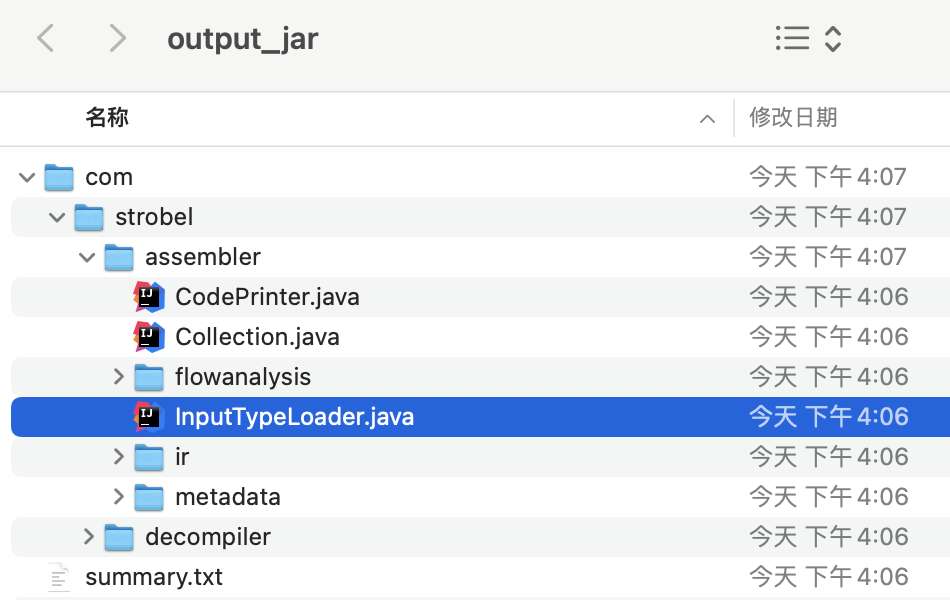 output_jar
名称 修改日期
com 今天 下午 4:07
strobel 今天 下午 4:07
assembler 今天 下午 4:07
CodePrinter.java 今天 下午 4:06
Collection.java 今天 下午 4:06
flowanalysis 今天 下午 4:06
InputTypeLoader.java 今天 下午 4:06
ir 今天 下午 4:06
metadata 今天 下午 4:06
decompiler 今天 下午 4:06
summary.txt 今天 下午 4:06